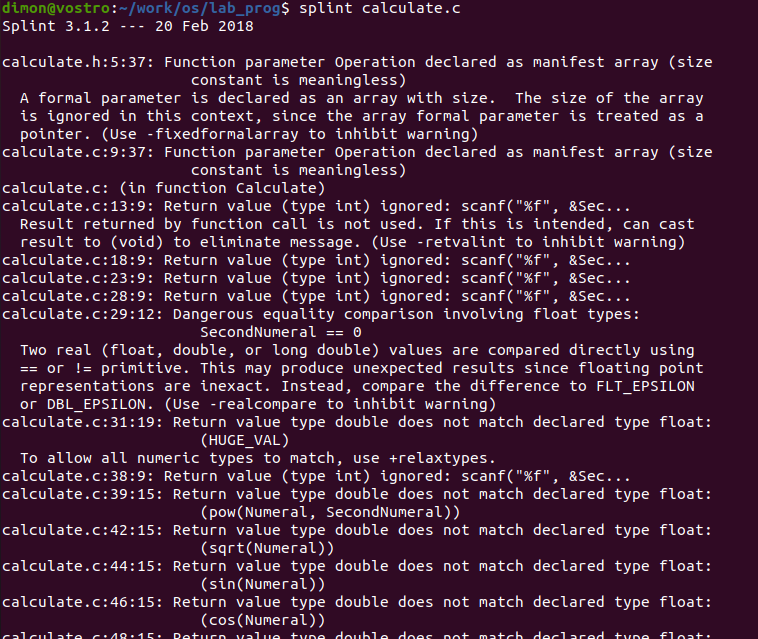 dimon@vostro:~/work/os/lab_prog$ splint calculate.c
Splint 3.1.2 --- 20 Feb 2018
calculate.h:5:37: Function parameter Operation declared as manifest array (size
constant is meaningless)
A formal parameter is declared as an array with size.  The size of the array
is ignored in this context, since the array formal parameter is treated as a
pointer. (Use -fixedformalarray to inhibit warning)
calculate.c:9:37: Function parameter Operation declared as manifest array (size
constant is meaningless)
calculate.c: (in function Calculate)
calculate.c:13:9: Return value (type int) ignored: scanf("%f", &Sec...
Result returned by function call is not used. If this is intended, can cast
result to (void) to eliminate message. (Use -retvalint to inhibit warning)
calculate.c:18:9: Return value (type int) ignored: scanf("%f", &Sec...
calculate.c:23:9: Return value (type int) ignored: scanf("%f", &Sec...
calculate.c:28:9: Return value (type int) ignored: scanf("%f", &Sec...
calculate.c:29:12: Dangerous equality comparison involving float types:
SecondNumeral == 0
Two real (float, double, or long double) values are compared directly using
== or != primitive. This may produce unexpected results since floating point
representations are inexact. Instead, compare the difference to FLT_EPSILON
or DBL_EPSILON. (Use -realcompare to inhibit warning)
calculate.c:31:19: Return value type double does not match declared type float:
(HUGE_VAL)
To allow all numeric types to match, use +relaxtypes.
calculate.c:38:9: Return value (type int) ignored: scanf("%f", &Sec...
calculate.c:39:15: Return value type double does not match declared type float:
(pow(Numeral, SecondNumeral))
calculate.c:42:15: Return value type double does not match declared type float:
(sqrt(Numeral))
calculate.c:44:15: Return value type double does not match declared type float:
(sin(Numeral))
calculate.c:46:15: Return value type double does not match declared type float:
(cos(Numeral))
calculate.c:48:15: Return value type double does not match declared type float: